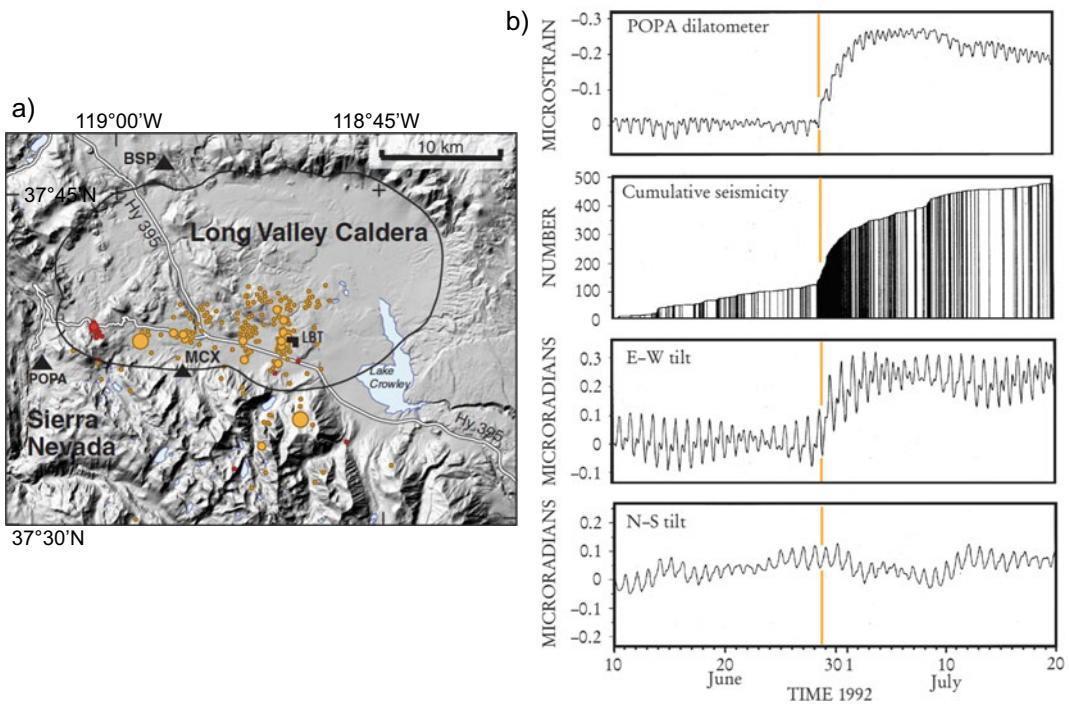 a)
119°00'W
118°45'W
BSP
10 km
37°45'N
Hy 395
Long Valley Caldera
LBT
MCX
POPA
Lake
Crowley
Sierra
Nevada
Hy 395
37°30'N
b)
POPA dilatometer
MICROSTRAIN
−0.3
−0.2
−0.1
0
Cumulative seismicity
NUMBER
500
400
300
200
100
0
E–W tilt
MICRORADIANS
0.3
0.2
0.1
0
−0.1
N–S tilt
MICRORADIANS
0.2
0.1
0
−0.1
−0.2
10 20 30 1 10 20
June July
TIME 1992